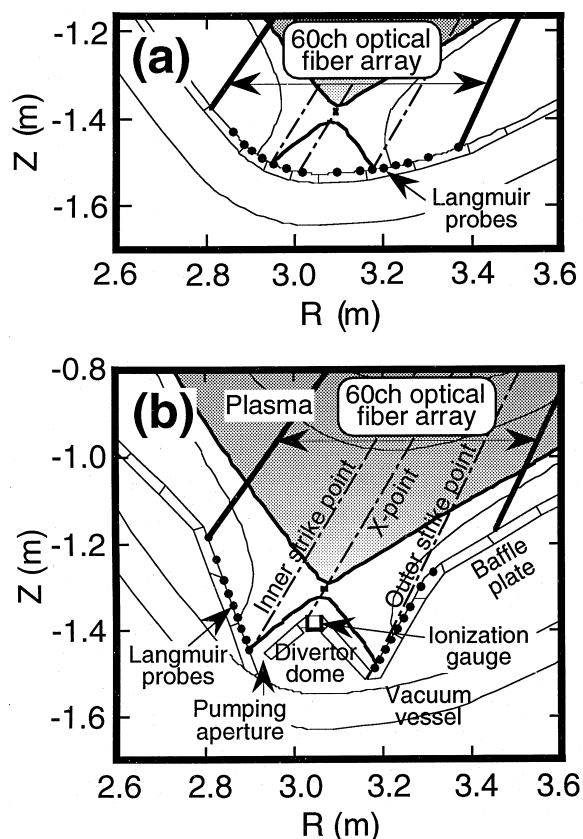 (a)
60ch optical
fiber array
Langmuir
probes
-1.2
-1.4
-1.6
Z (m)
2.6 2.8 3.0 3.2 3.4 3.6
R (m)
(b)
Plasma
60ch optical
fiber array
Inner strike point
X-point
Outer strike point
Baffle
plate
Ionization
gauge
Langmuir
probes
Divertor
dome
Pumping
aperture
Vacuum
vessel
-0.8
-1.0
-1.2
-1.4
-1.6
Z (m)
2.6 2.8 3.0 3.2 3.4 3.6
R (m)